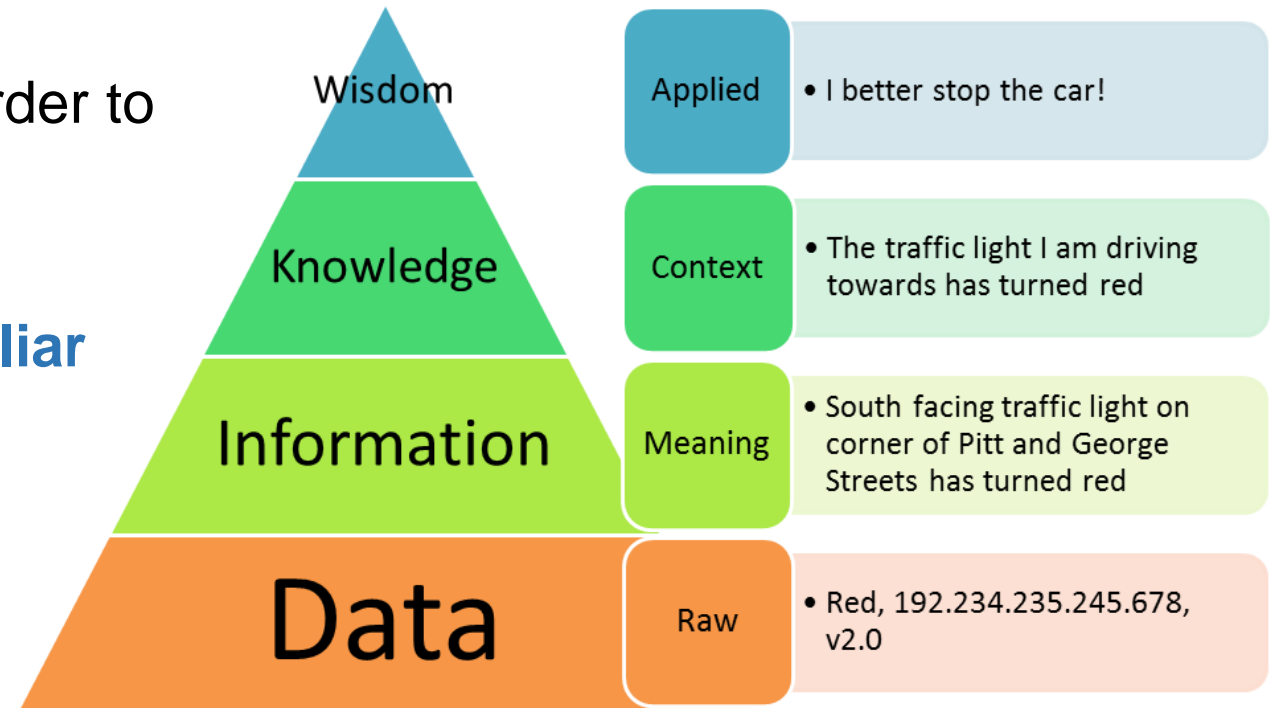 rder to
liar
Wisdom
Applied
• I better stop the car!
Knowledge
Context
• The traffic light I am driving
towards has turned red
Information
Meaning
• South facing traffic light on
corner of Pitt and George
Streets has turned red
Data
Raw
• Red, 192.234.235.245.678,
v2.0